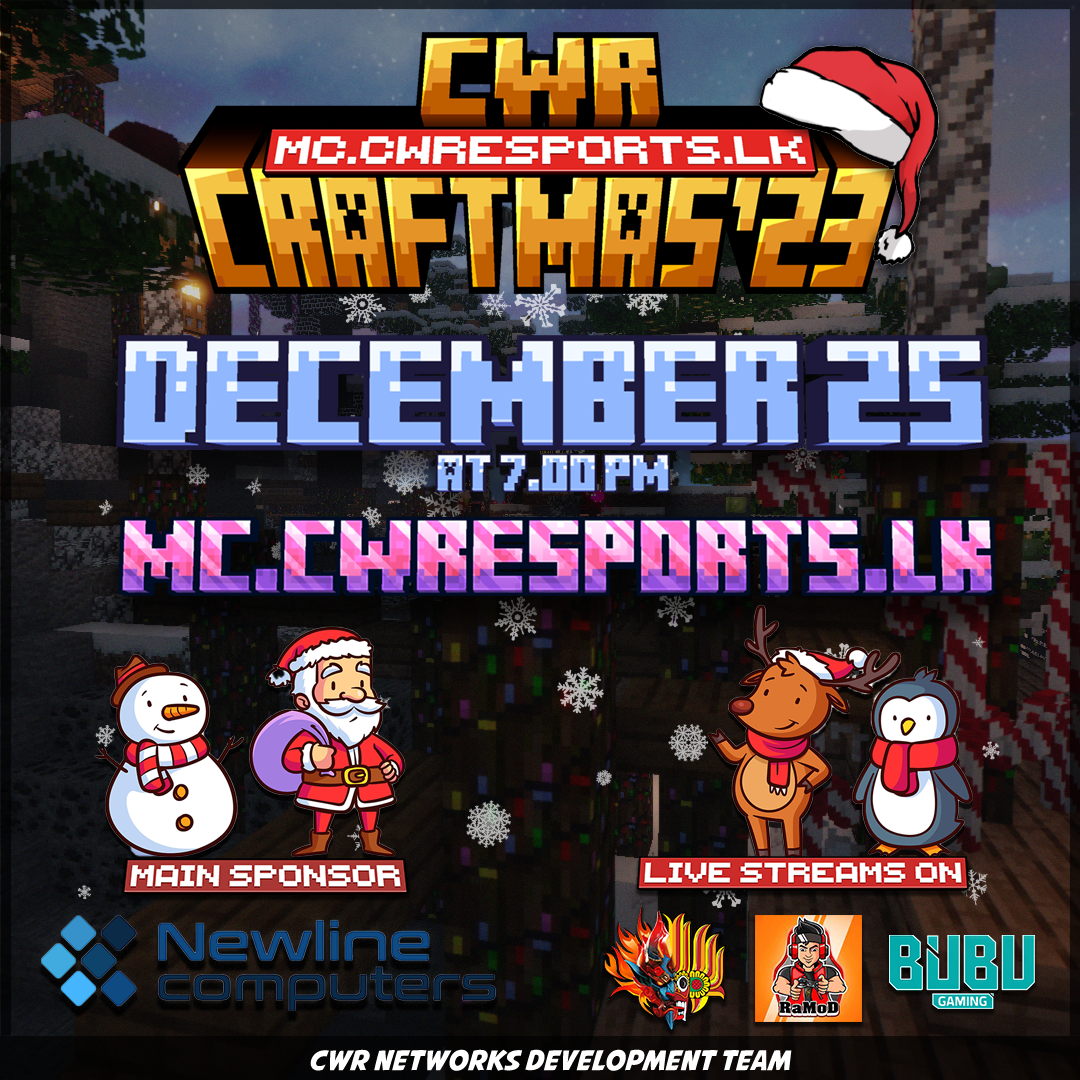 CWR
MC.CWRESPORTS.LK
CRAFTMAS'23
DECEMBER 25
AT 7.00 PM
MC.CWRESPORTS.LK
MAIN SPONSOR
LIVE STREAMS ON
Newline
computers
RaMoD
BUBU
GAMING
CWR NETWORKS DEVELOPMENT TEAM